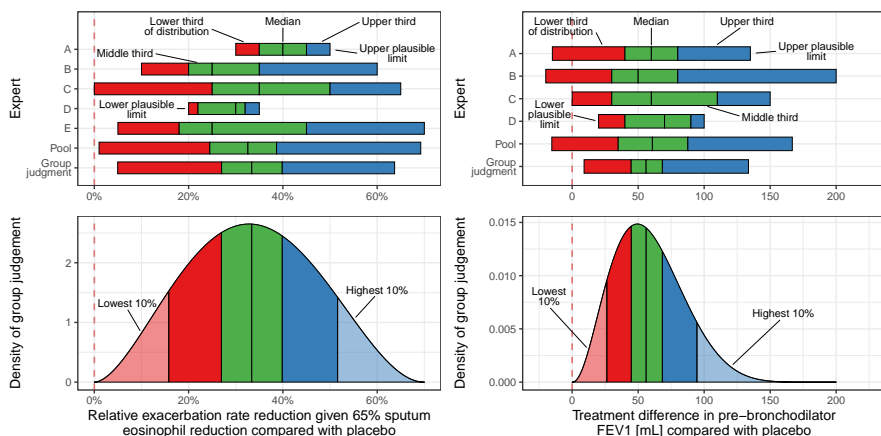 Lower third
of distribution
Median
Upper third
Middle third
Upper plausible
limit
Lower plausible
limit
A
B
C
D
E
Pool
Group
judgment
Expert
0%
20%
40%
60%
Lower third
of distribution
Median
Upper third
Upper plausible
limit
Lower
plausible
limit
Middle third
A
B
C
D
Pool
Group
judgment
Expert
0
50
100
150
200
Density of group judgement
2
1
0
Lowest 10%
Highest 10%
0%
20%
40%
60%
Relative exacerbation rate reduction given 65% sputum
eosinophil reduction compared with placebo
Density of group judgement
0.015
0.010
0.005
0.000
Lowest
10%
Highest 10%
0
50
100
150
200
Treatment difference in pre−bronchodilator
FEV1 [mL] compared with placebo